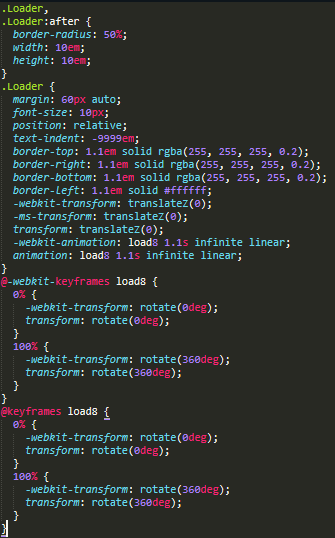 .Loader,
.Loader:after {
  border-radius: 50%;
  width: 10em;
  height: 10em;
}
.Loader {
  margin: 60px auto;
  font-size: 10px;
  position: relative;
  text-indent: -9999em;
  border-top: 1.1em solid rgba(255, 255, 255, 0.2);
  border-right: 1.1em solid rgba(255, 255, 255, 0.2);
  border-bottom: 1.1em solid rgba(255, 255, 255, 0.2);
  border-left: 1.1em solid #ffffff;
  -webkit-transform: translateZ(0);
  -ms-transform: translateZ(0);
  transform: translateZ(0);
  -webkit-animation: load8 1.1s infinite linear;
  animation: load8 1.1s infinite linear;
}
@-webkit-keyframes load8 {
  0% {
    -webkit-transform: rotate(0deg);
    transform: rotate(0deg);
  }
  100% {
    -webkit-transform: rotate(360deg);
    transform: rotate(360deg);
  }
}
@keyframes load8 {
  0% {
    -webkit-transform: rotate(0deg);
    transform: rotate(0deg);
  }
  100% {
    -webkit-transform: rotate(360deg);
    transform: rotate(360deg);
  }
}